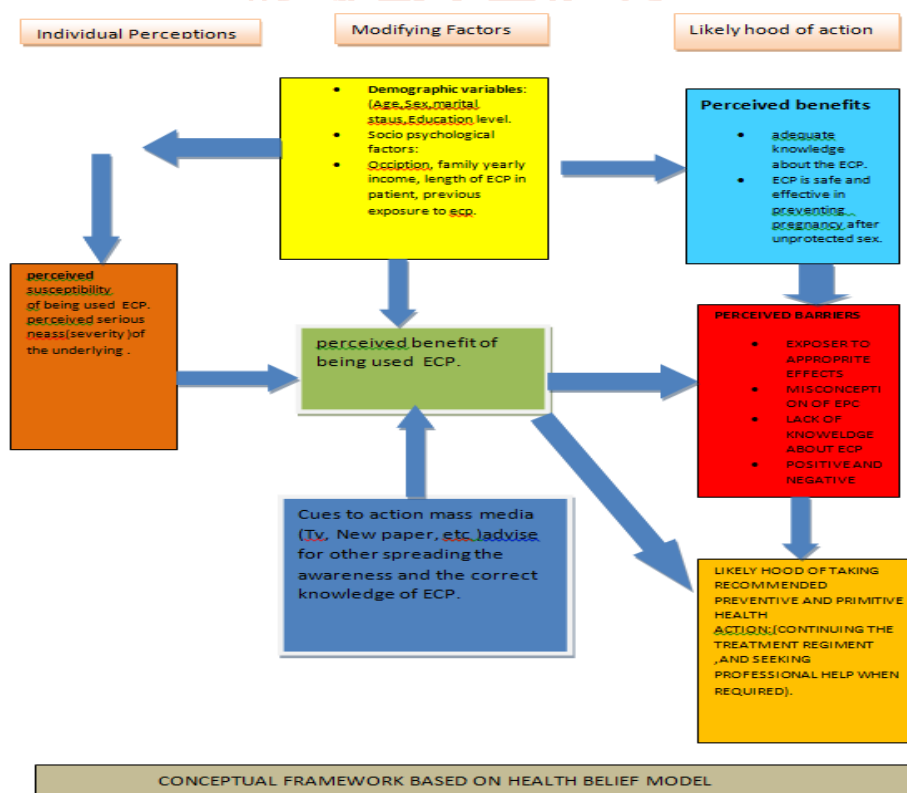 Individual Perceptions
Modifying Factors
Likely hood of action
• Demographic variables:
(Age,Sex,marital
staus,Education level.
• Socio psychological
factors:
• Occiption, family yearly
income, length of ECP in
patient, previous
exposure to ecp.
Perceived benefits
• adequate
knowledge
about the ECP.
• ECP is safe and
effective in
preventing
pregnancy after
unprotected sex.
perceived
susceptibility
of being used ECP.
perceived serious
neass(severity )of
the underlying .
perceived benefit of
being used ECP.
PERCEIVED BARRIERS
• EXPOSER TO
APPROPRITE
EFFECTS
• MISCONCEPTI
ON OF EPC
• LACK OF
KNOWELDGE
ABOUT ECP
• POSITIVE AND
NEGATIVE
Cues to action mass media
(Tv, New paper, etc )advise
for other spreading the
awareness and the correct
knowledge of ECP.
LIKELY HOOD OF TAKING
RECOMMENDED
PREVENTIVE AND PRIMITIVE
HEALTH
ACTION:(CONTINUING THE
TREATMENT REGIMENT
,AND SEEKING
PROFESSIONAL HELP WHEN
REQUIRED).
CONCEPTUAL FRAMEWORK BASED ON HEALTH BELIEF MODEL